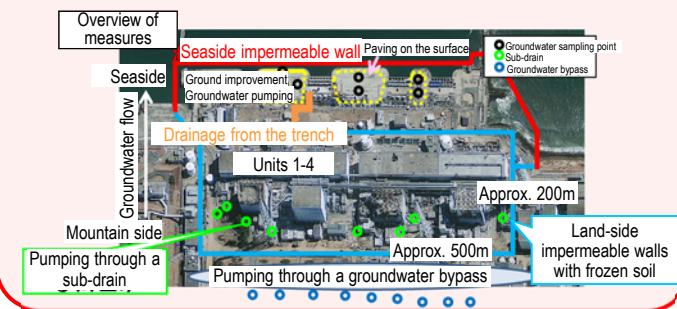 Overview of
measures
Seaside impermeable wall
Paving on the surface
Groundwater sampling point
Sub-drain
Groundwater bypass
Seaside
Ground improvement
Groundwater pumping
Groundwater flow
Drainage from the trench
Units 1-4
Approx. 200m
Mountain side
Approx. 500m
Land-side
impermeable walls
with frozen soil
Pumping through a
sub-drain
Pumping through a groundwater bypass